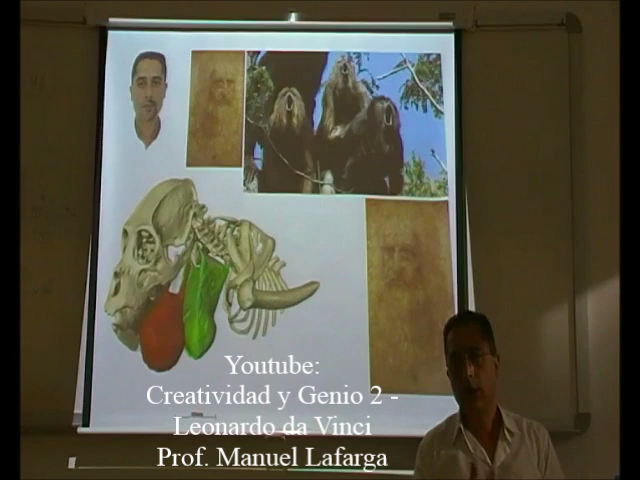 Youtube:
Creatividad y Genio 2 -
Leonardo da Vinci
Prof. Manuel Lafarga